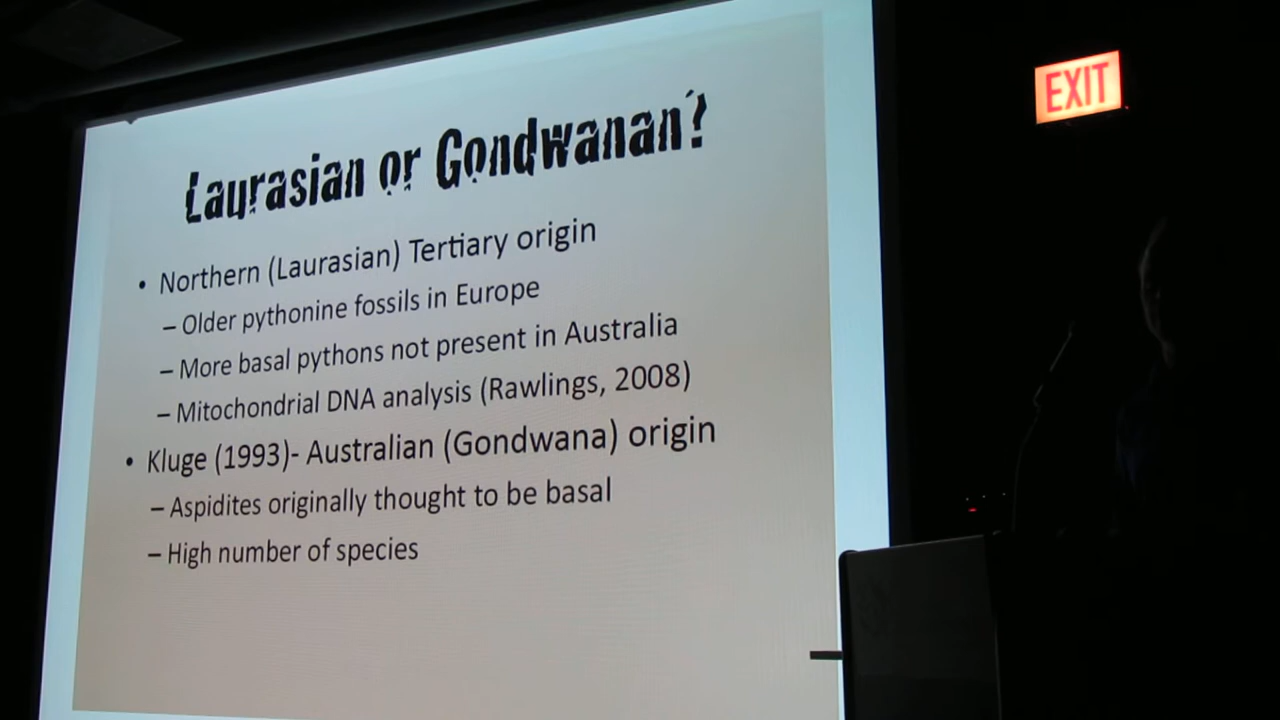 Laurasian or Gondwanan?
• Northern (Laurasian) Tertiary origin
– Older pythonine fossils in Europe
– More basal pythons not present in Australia
– Mitochondrial DNA analysis (Rawlings, 2008)
• Kluge (1993)- Australian (Gondwana) origin
– Aspidites originally thought to be basal
– High number of species
EXIT